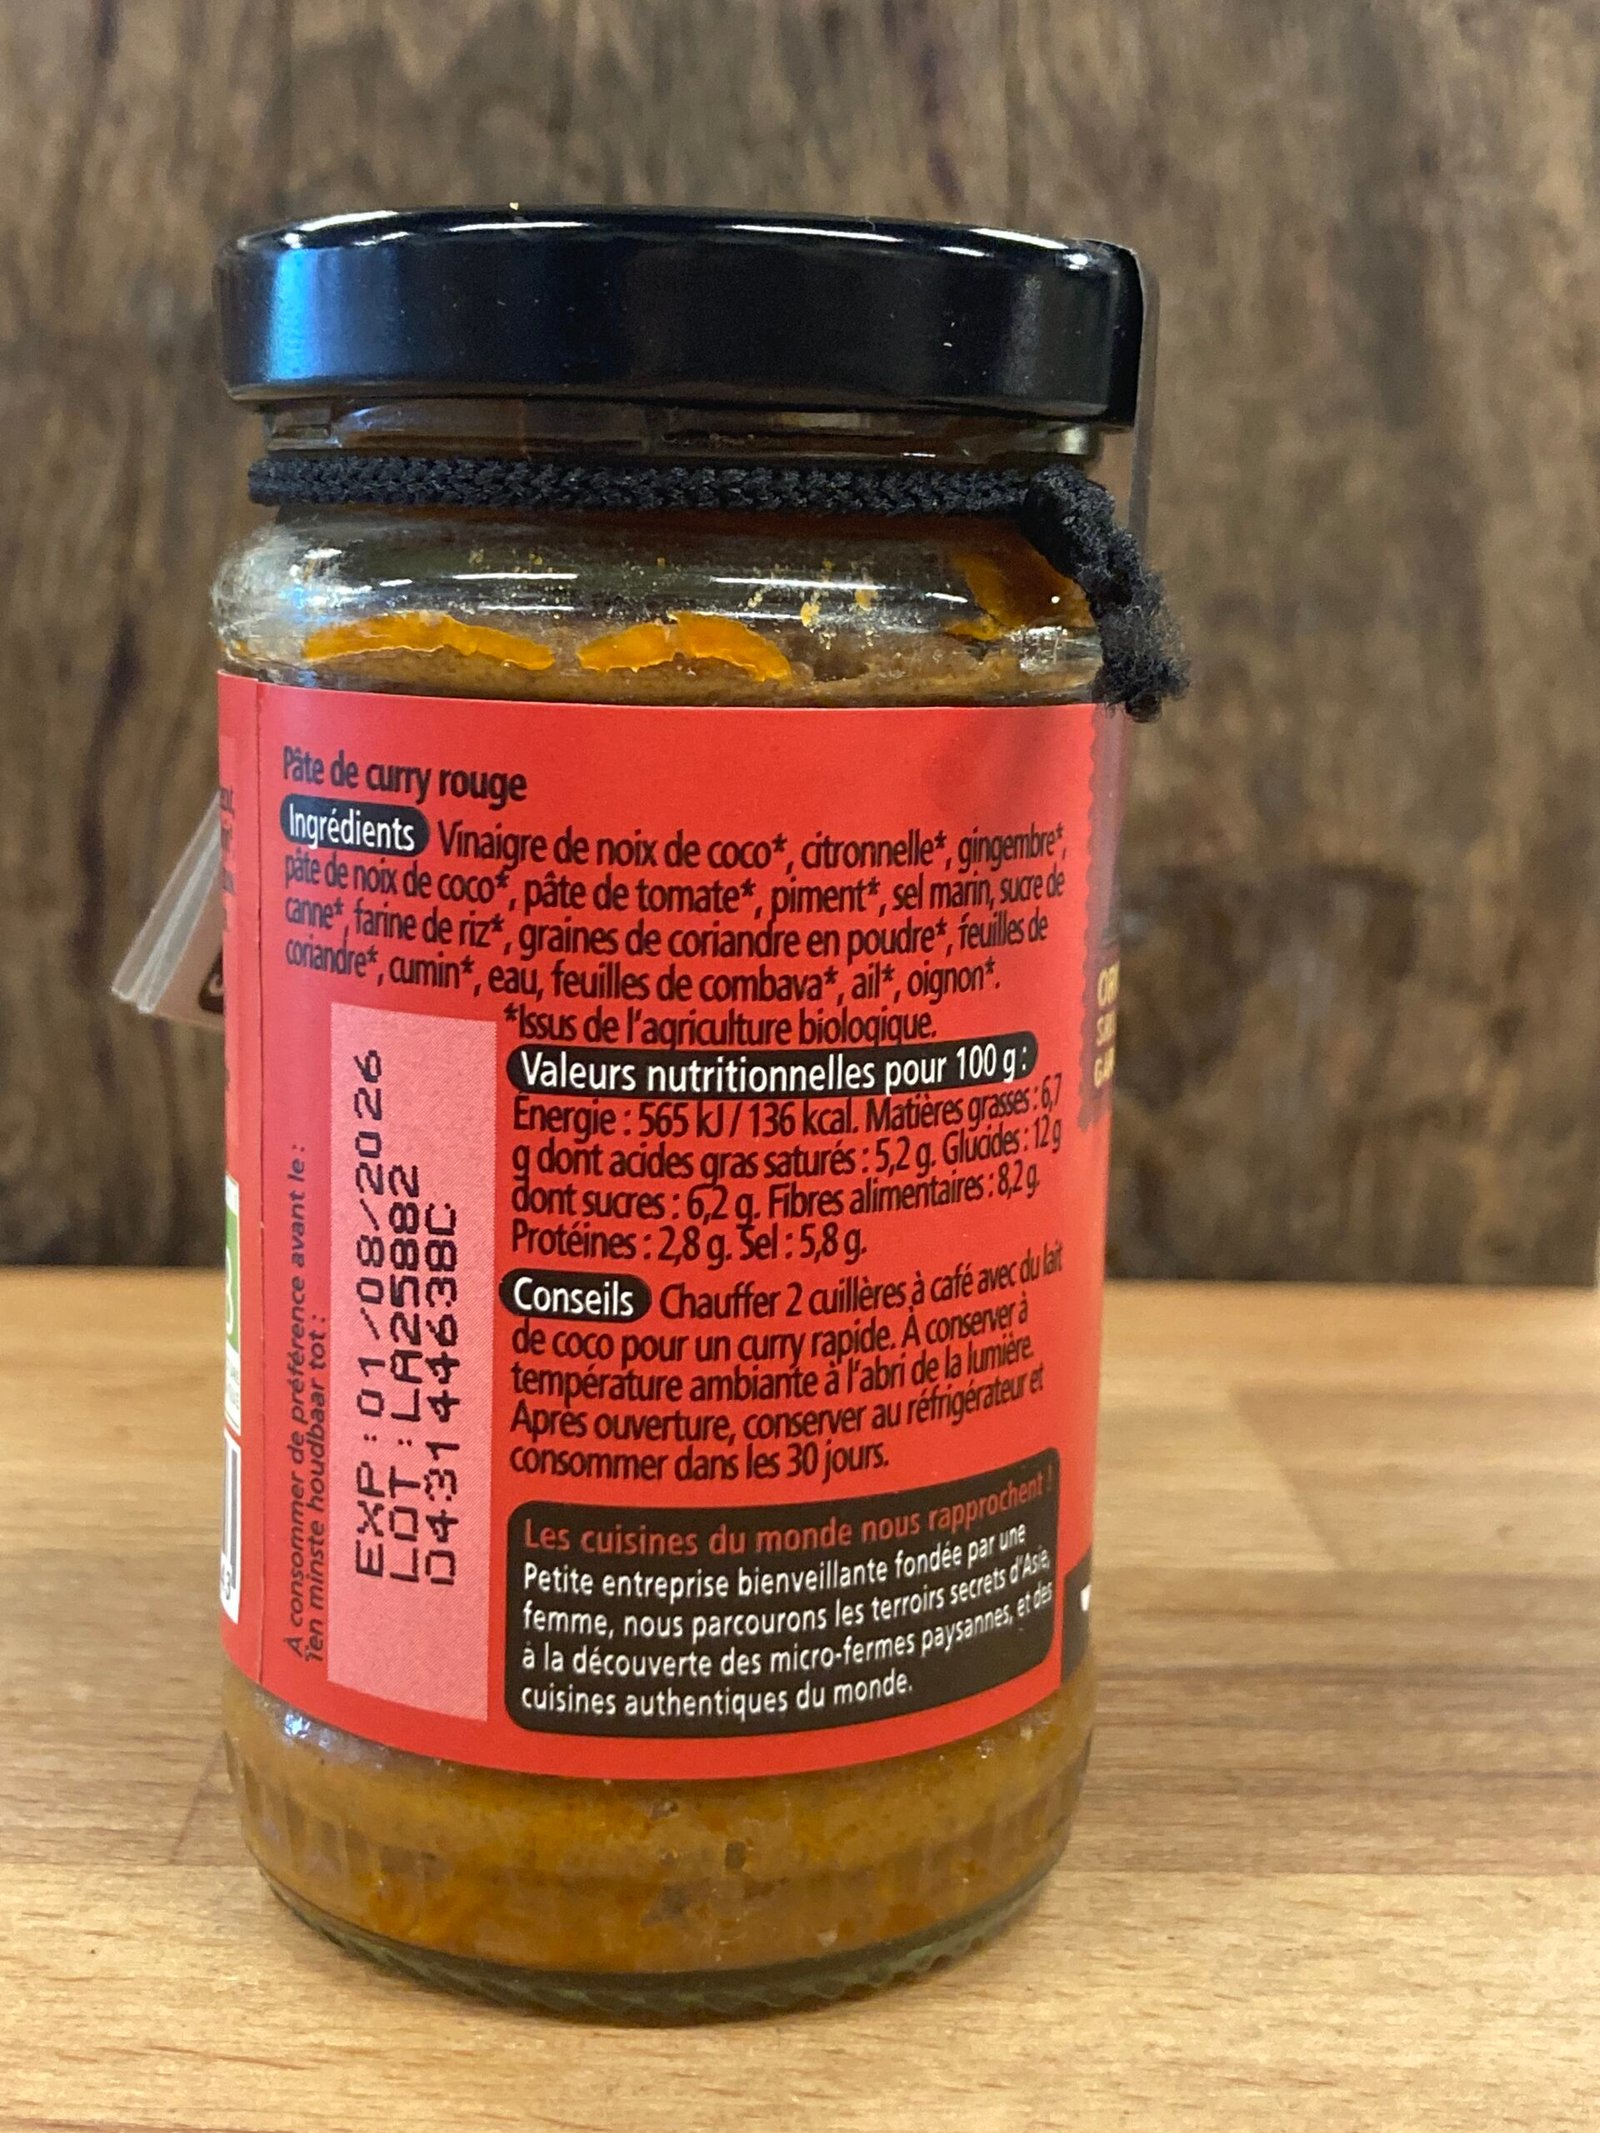 Pâte de curry rouge
Ingrédients Vinaigre de noix de coco*, citronnelle*, gingembre*,
pâte de noix de coco*, pâte de tomate*, piment*, sel marin, sucre de
canne*, farine de riz*, graines de coriandre en poudre*, feuilles de
coriandre*, cumin*, eau, feuilles de combava*, ail*, oignon*.
*Issus de l'agriculture biologique.
Valeurs nutritionnelles pour 100 g :
Energie : 565 kJ / 136 kcal. Matières grasses : 6,7
g dont acides gras saturés : 5,2 g. Glucides : 12 g
dont sucres : 6,2 g. Fibres alimentaires : 8,2 g.
Protéines : 2,8 g. Sel : 5,8 g.
Conseils Chauffer 2 cuillères à café avec du lait
de coco pour un curry rapide. À conserver à
température ambiante à l'abri de la lumière.
Après ouverture, conserver au réfrigérateur et
consommer dans les 30 jours.
Les cuisines du monde nous rapprochent !
Petite entreprise bienveillante fondée par une
femme, nous parcourons les terroirs secrets d'Asie,
à la découverte des micro-fermes paysannes, et des
cuisines authentiques du monde.
À consommer de préférence avant le :
Ten minste houdbaar tot :
EXP : 01/08/2026
LOT : LA25882
04:31 44638C